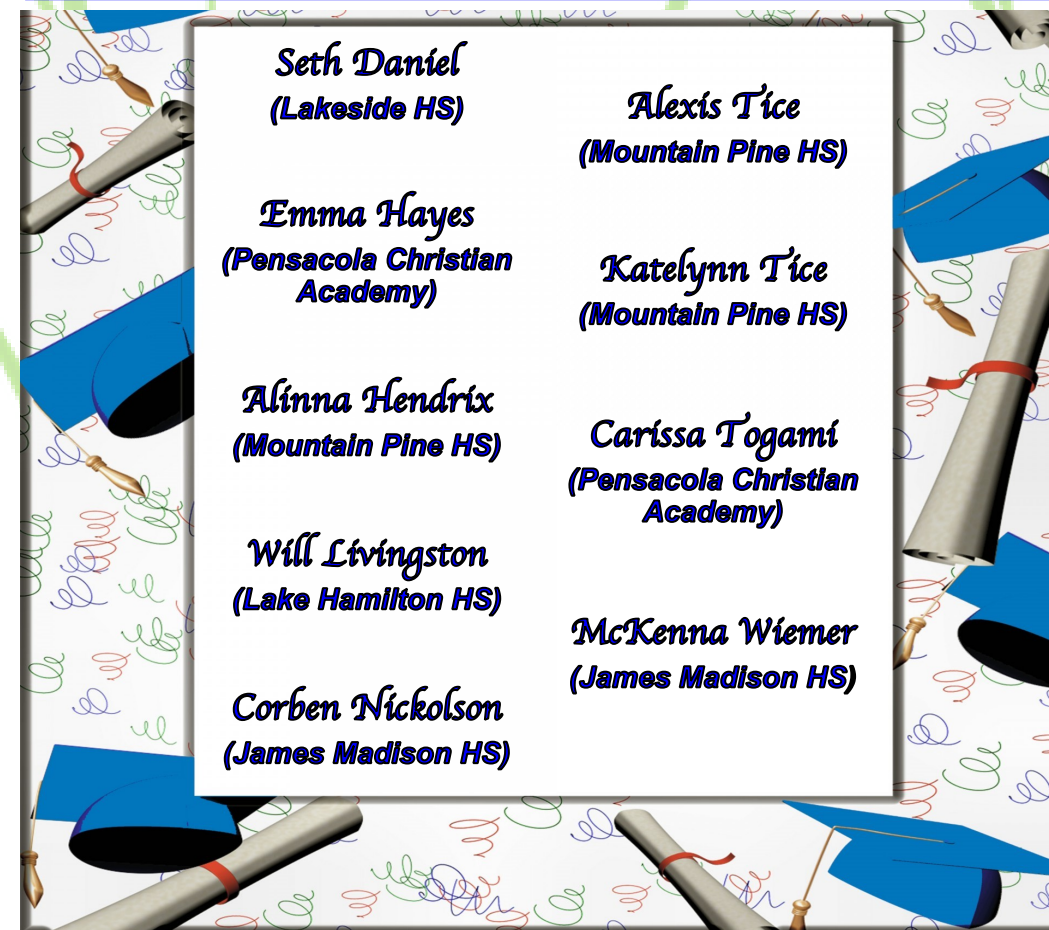 Seth Daniel
(Lakeside HS)
Emma Hayes
(Pensacola Christian
Academy)
Alinna Hendrix
(Mountain Pine HS)
Will Livingston
(Lake Hamilton HS)
Corben Nickolson
(James Madison HS)
Alexis Tice
(Mountain Pine HS)
Katelynn Tice
(Mountain Pine HS)
Carissa Togami
(Pensacola Christian
Academy)
McKenna Wiemer
(James Madison HS)